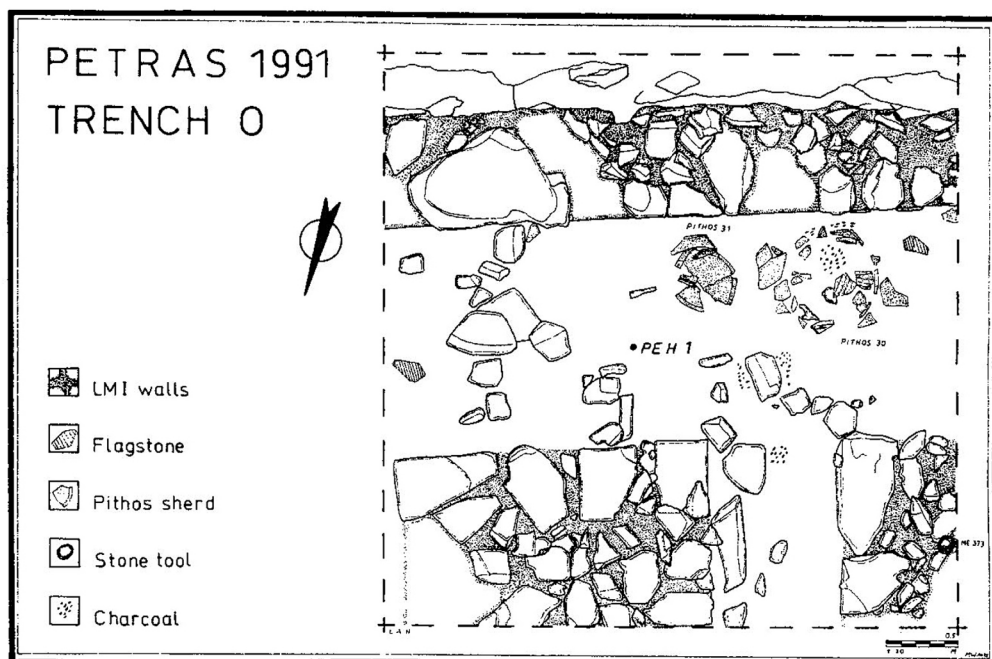 PETRAS 1991
TRENCH O
LMI walls
Flagstone
Pithos sherd
Stone tool
Charcoal
PITHOS 31
PITHOS 30
PEH 1
0.5
M